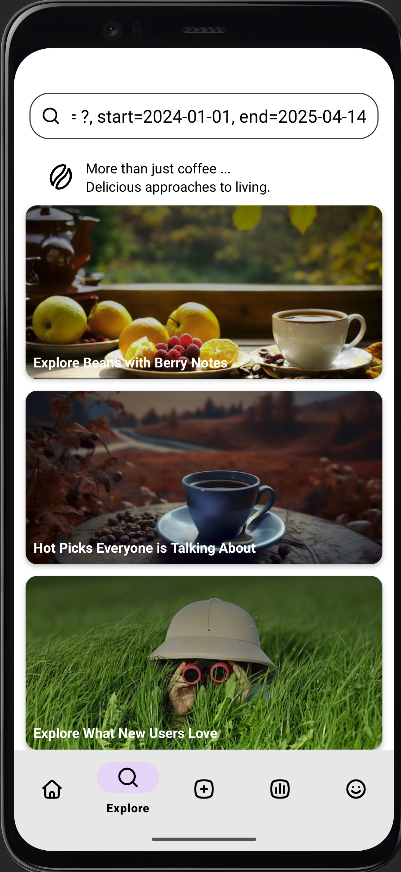 = ?, start=2024-01-01, end=2025-04-14
More than just coffee ...
Delicious approaches to living.
Explore Beans with Berry Notes
Hot Picks Everyone is Talking About
Explore What New Users Love
Explore